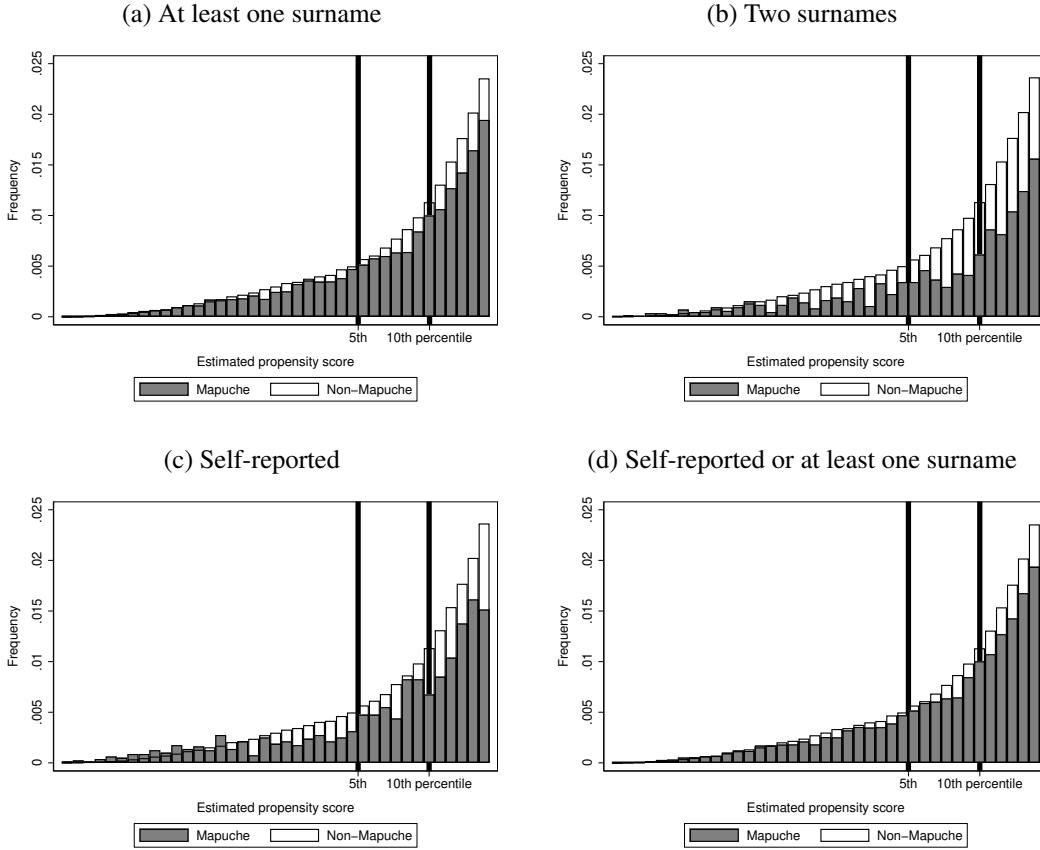 (a) At least one surname
.025
.02
.015
.01
.005
0
Frequency
5th 10th percentile
Estimated propensity score
Mapuche Non−Mapuche
(b) Two surnames
.025
.02
.015
.01
.005
0
Frequency
5th 10th percentile
Estimated propensity score
Mapuche Non−Mapuche
(c) Self-reported
.025
.02
.015
.01
.005
0
Frequency
5th 10th percentile
Estimated propensity score
Mapuche Non−Mapuche
(d) Self-reported or at least one surname
.025
.02
.015
.01
.005
0
Frequency
5th 10th percentile
Estimated propensity score
Mapuche Non−Mapuche